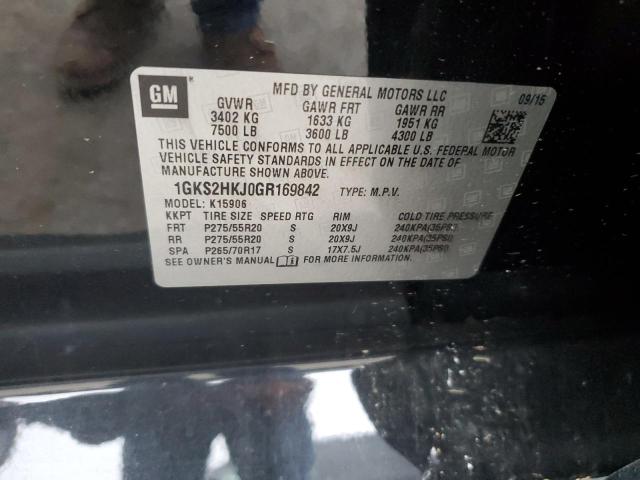 GM
MFD BY GENERAL MOTORS LLC
09/15
GVWR GAWR FRT GAWR RR
3402 KG 1633 KG 1951 KG
7500 LB 3600 LB 4300 LB
THIS VEHICLE CONFORMS TO ALL APPLICABLE U.S. FEDERAL MOTOR
VEHICLE SAFETY STANDARDS IN EFFECT ON THE DATE OF
MANUFACTURE SHOWN ABOVE.
1GKS2HKJ0GR169842 TYPE: M.P.V.
MODEL: K15906
KKPT TIRE SIZE SPEED RTG RIM COLD TIRE PRESSURE
FRT P275/55R20 S 20X9J 240KPA(35PSI)
RR P275/55R20 S 20X9J 240KPA(35PSI)
SPA P265/70R17 S 17X7.5J 240KPA(35PSI)
SEE OWNER'S MANUAL FOR MORE INFORMATION.